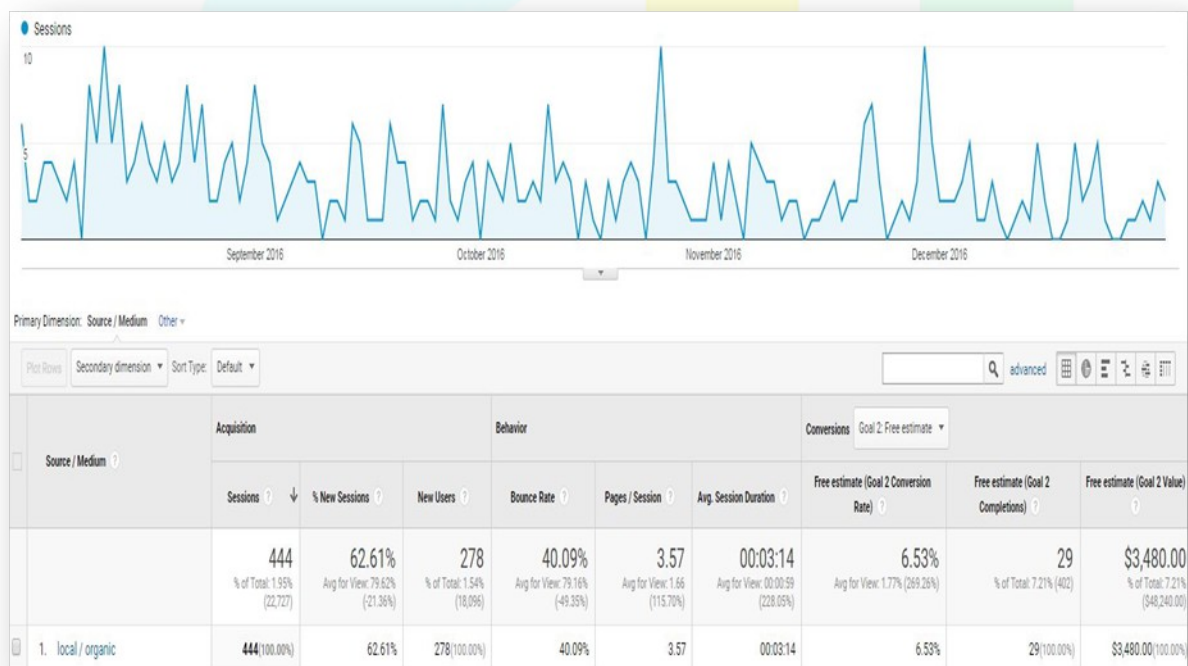 Sessions
10
5
September 2016 October 2016 November 2016 December 2016
Primary Dimension: Source / Medium Other
Plot Rows Secondary dimension Sort Type: Default advanced
Acquisition Behavior Conversions Goal 2: Free estimate
Source / Medium ?
Sessions ? % New Sessions ? New Users ? Bounce Rate ? Pages / Session ? Avg. Session Duration ? Free estimate (Goal 2 Conversion Rate) ? Free estimate (Goal 2 Completions) ? Free estimate (Goal 2 Value) ?
444 62.61% 278 40.09% 3.57 00:03:14 6.53% 29 $3,480.00
% of Total: 1.95% Avg for View: 79.62% % of Total: 1.54% Avg for View: 79.16% Avg for View: 1.66 Avg for View: 00:00:59 Avg for View: 1.77% (269.26%) % of Total: 7.21% (402) % of Total: 7.21%
(22,727) (-21.36%) (18,096) (-49.35%) (115.70%) (228.05%) ($48,240.00)
1. local / organic 444(100.00%) 62.61% 278(100.00%) 40.09% 3.57 00:03:14 6.53% 29(100.00%) $3,480.00(100.00%)